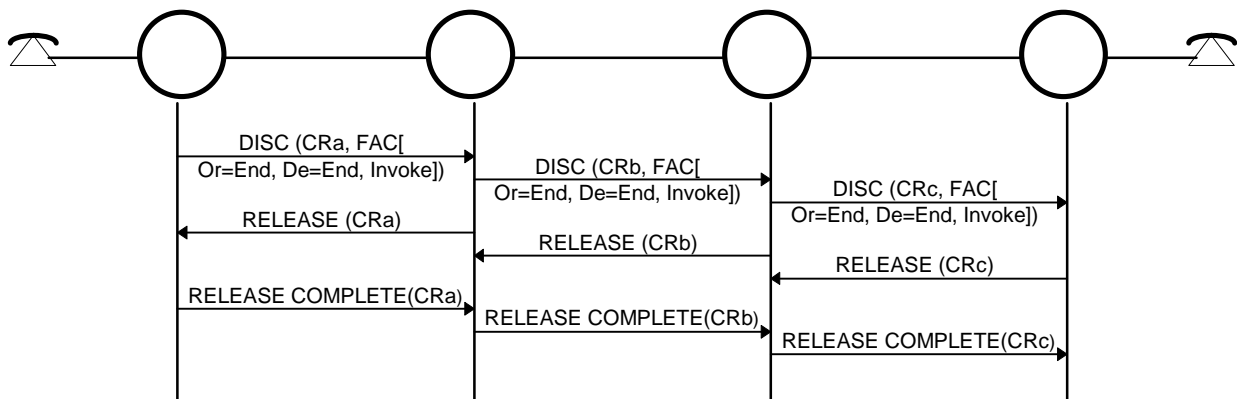 DISC (CRa, FAC[
Or=End, De=End, Invoke])
DISC (CRb, FAC[
Or=End, De=End, Invoke])
DISC (CRc, FAC[
Or=End, De=End, Invoke])
RELEASE (CRa)
RELEASE (CRb)
RELEASE (CRc)
RELEASE COMPLETE(CRa)
RELEASE COMPLETE(CRb)
RELEASE COMPLETE(CRc)